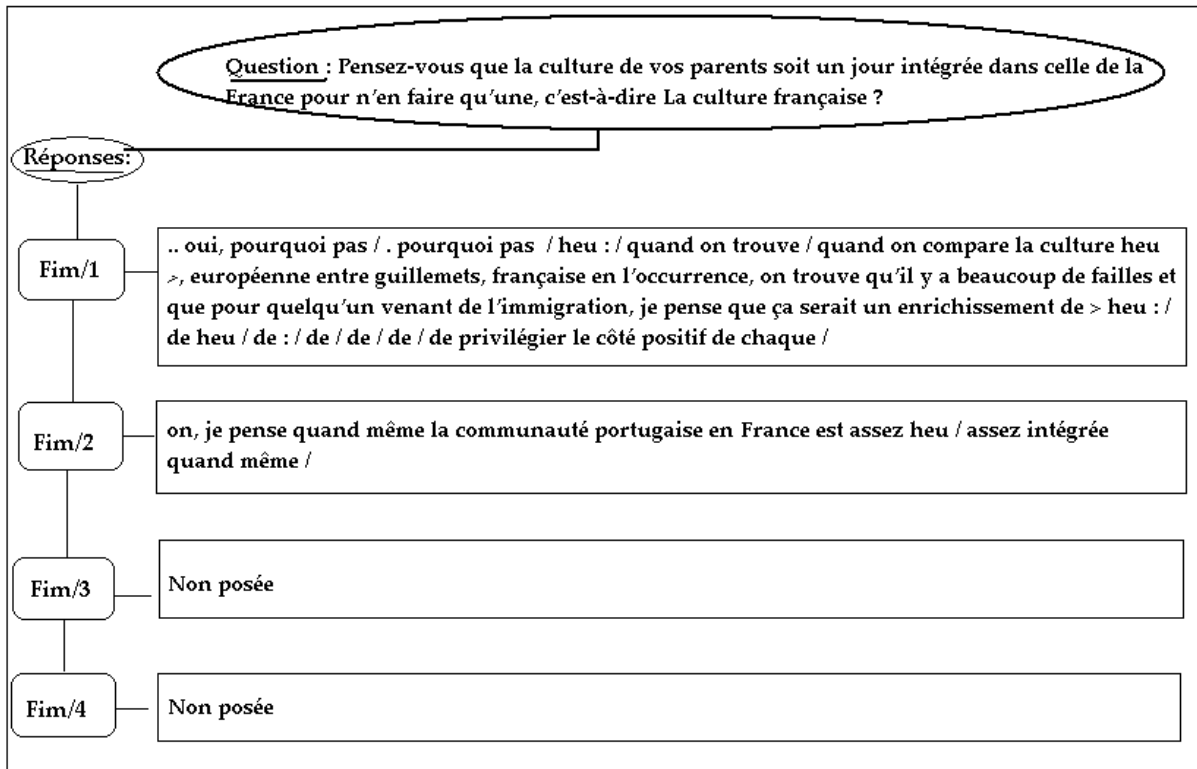 Question : Pensez-vous que la culture de vos parents soit un jour intégrée dans celle de la
France pour n'en faire qu'une, c'est-à-dire La culture française ?
Réponses:
Fim/1
.. oui, pourquoi pas / . pourquoi pas / heu : / quand on trouve / quand on compare la culture heu
>, européenne entre guillemets, française en l'occurrence, on trouve qu'il y a beaucoup de failles et
que pour quelqu'un venant de l'immigration, je pense que ça serait un enrichissement de > heu : /
de heu / de : / de / de / de / de privilégier le côté positif de chaque /
Fim/2
on, je pense quand même la communauté portugaise en France est assez heu / assez intégrée
quand même /
Fim/3
Non posée
Fim/4
Non posée